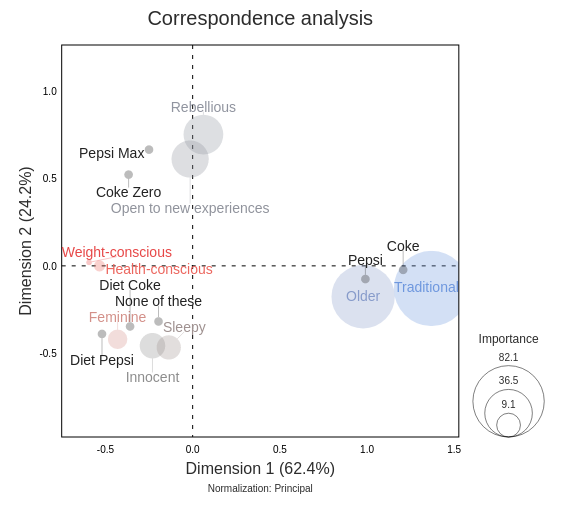 Correspondence analysis
Dimension 2 (24.2%)
1.0
0.5
0.0
-0.5
Rebellious
Pepsi Max
Coke Zero
Open to new experiences
Weight-conscious
Health-conscious
Coke
Pepsi
Diet Coke
Older
Traditional
None of these
Feminine
Sleepy
Diet Pepsi
Innocent
Importance
82.1
36.5
9.1
-0.5
0.0
0.5
1.0
1.5
Dimension 1 (62.4%)
Normalization: Principal